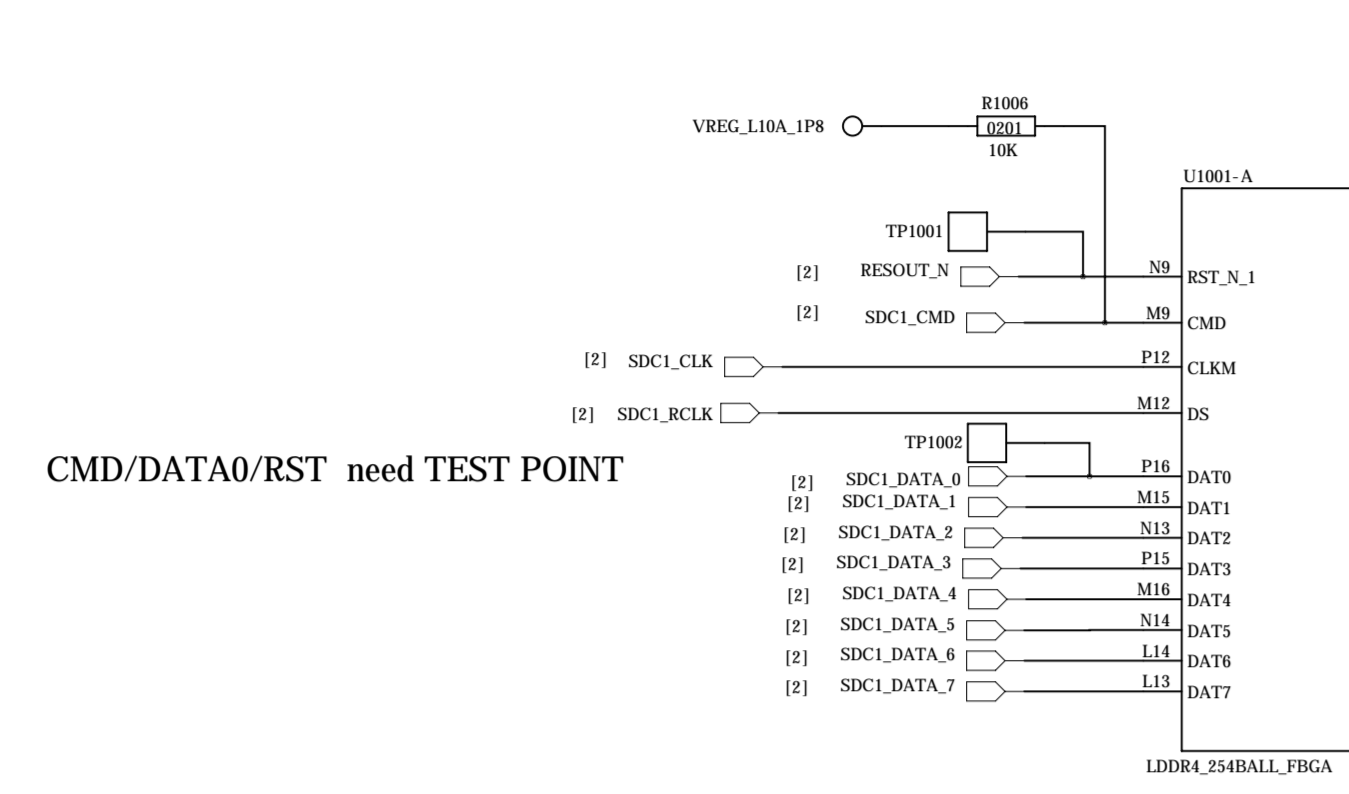 R1006
VREG_L10A_1P8
0201
10K
U1001-A
TP1001
[2] RESOUT_N N9 RST_N_1
[2] SDC1_CMD M9 CMD
[2] SDC1_CLK P12 CLKM
[2] SDC1_RCLK M12 DS
TP1002
CMD/DATA0/RST need TEST POINT
[2] SDC1_DATA_0 P16 DAT0
[2] SDC1_DATA_1 M15 DAT1
[2] SDC1_DATA_2 N13 DAT2
[2] SDC1_DATA_3 P15 DAT3
[2] SDC1_DATA_4 M16 DAT4
[2] SDC1_DATA_5 N14 DAT5
[2] SDC1_DATA_6 L14 DAT6
[2] SDC1_DATA_7 L13 DAT7
LDDR4_254BALL_FBGA